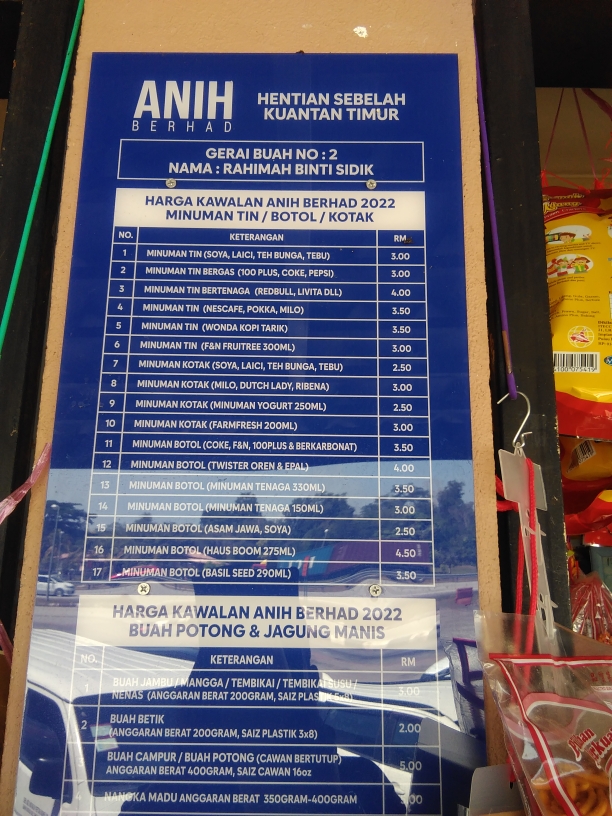 ANIH
BERHAD
HENTIAN SEBELAH
KUANTAN TIMUR
GERAI BUAH NO : 2
NAMA : RAHIMAH BINTI SIDIK
HARGA KAWALAN ANIH BERHAD 2022
MINUMAN TIN / BOTOL / KOTAK
NO. KETERANGAN RM
1 MINUMAN TIN (SOYA, LAICI, TEH BUNGA, TEBU) 3.00
2 MINUMAN TIN BERGAS (100 PLUS, COKE, PEPSI) 3.00
3 MINUMAN TIN BERTENAGA (REDBULL, LIVITA DLL) 4.00
4 MINUMAN TIN (NESCAFE, POKKA, MILO) 3.50
5 MINUMAN TIN (WONDA KOPI TARIK) 3.50
6 MINUMAN TIN (F&N FRUITREE 300ML) 3.00
7 MINUMAN KOTAK (SOYA, LAICI, TEH BUNGA, TEBU) 2.50
8 MINUMAN KOTAK (MILO, DUTCH LADY, RIBENA) 3.00
9 MINUMAN KOTAK (MINUMAN YOGURT 250ML) 2.50
10 MINUMAN KOTAK (FARMFRESH 200ML) 3.00
11 MINUMAN BOTOL (COKE, F&N, 100PLUS & BERKARBONAT) 3.50
12 MINUMAN BOTOL (TWISTER OREN & EPAL) 4.00
13 MINUMAN BOTOL (MINUMAN TENAGA 330ML) 3.50
14 MINUMAN BOTOL (MINUMAN TENAGA 150ML) 3.00
15 MINUMAN BOTOL (ASAM JAWA, SOYA) 2.50
16 MINUMAN BOTOL (HAUS BOOM 275ML) 4.50
17 MINUMAN BOTOL (BASIL SEED 290ML) 3.50
HARGA KAWALAN ANIH BERHAD 2022
BUAH POTONG & JAGUNG MANIS
NO. KETERANGAN RM
1 BUAH JAMBU / MANGGA / TEMBIKAI / TEMBIKAI SUSU /
NENAS (ANGGARAN BERAT 200GRAM, SAIZ PLASTIK 5x8) 3.00
2 BUAH BETIK
(ANGGARAN BERAT 200GRAM, SAIZ PLASTIK 3x8) 2.00
3 BUAH CAMPUR / BUAH POTONG (CAWAN BERTUTUP)
ANGGARAN BERAT 400GRAM, SAIZ CAWAN 16oz 5.00
4 NANGKA MADU ANGGARAN BERAT 350GRAM-400GRAM